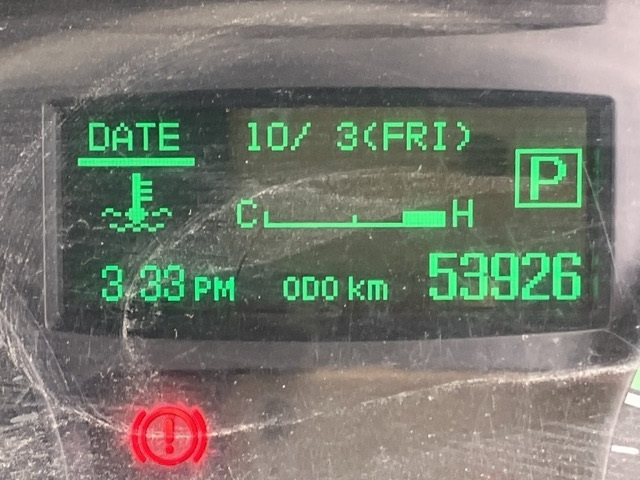 DATE 10/ 3(FRI)
P
C H
3 33 PM ODO km 53926